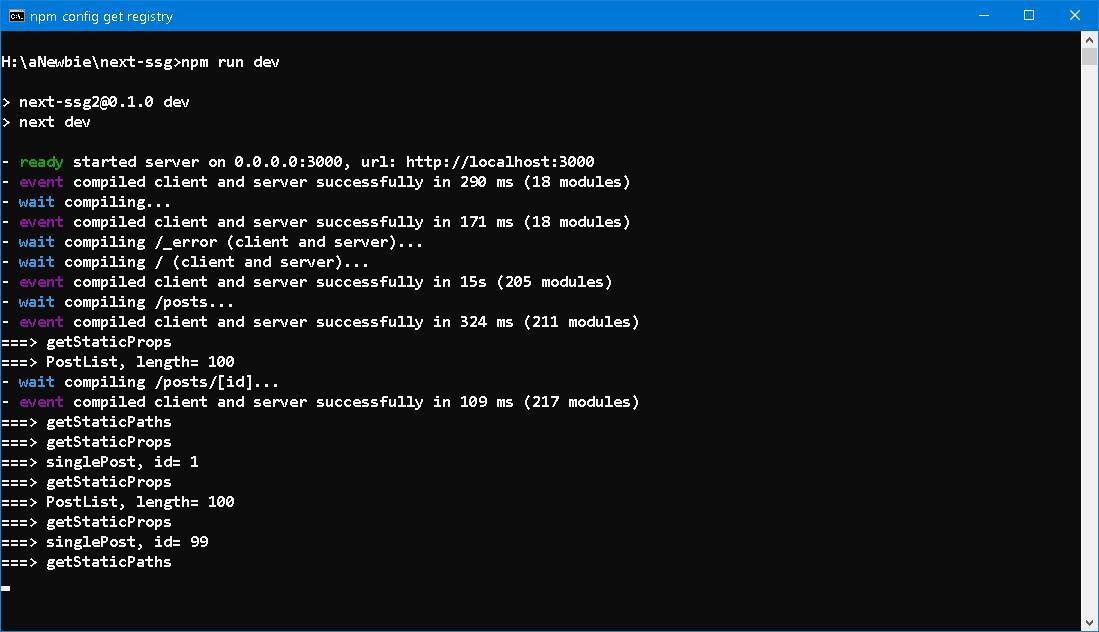 npm config get registry
H:\aNewbie\next-ssg>npm run dev
> next-ssg2@0.1.0 dev
> next dev
- ready started server on 0.0.0.0:3000, url: http://localhost:3000
- event compiled client and server successfully in 290 ms (18 modules)
- wait compiling...
- event compiled client and server successfully in 171 ms (18 modules)
- wait compiling /_error (client and server)...
- wait compiling / (client and server)...
- event compiled client and server successfully in 15s (205 modules)
- wait compiling /posts...
- event compiled client and server successfully in 324 ms (211 modules)
===> getStaticProps
===> PostList, length= 100
- wait compiling /posts/[id]...
- event compiled client and server successfully in 109 ms (217 modules)
===> getStaticPaths
===> getStaticProps
===> singlePost, id= 1
===> getStaticProps
===> PostList, length= 100
===> getStaticProps
===> singlePost, id= 99
===> getStaticPaths